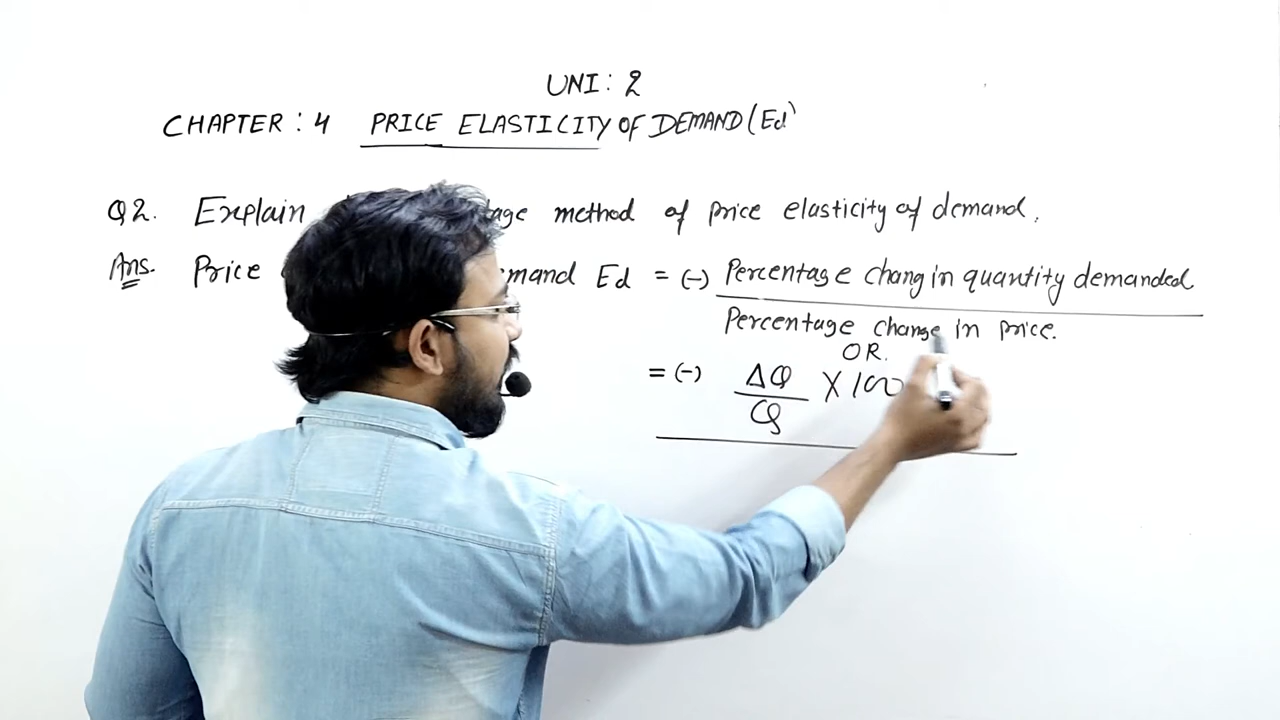 UNI: 2
CHAPTER: 4 PRICE ELASTICITY OF DEMAND (Ed)
Q2. Explain age method of price elasticity of demand.
Ans. Price mand Ed = (-) Percentage chang in quantity demanded
Percentage change in price.
OR.
= (-) ΔQ X 100
Q